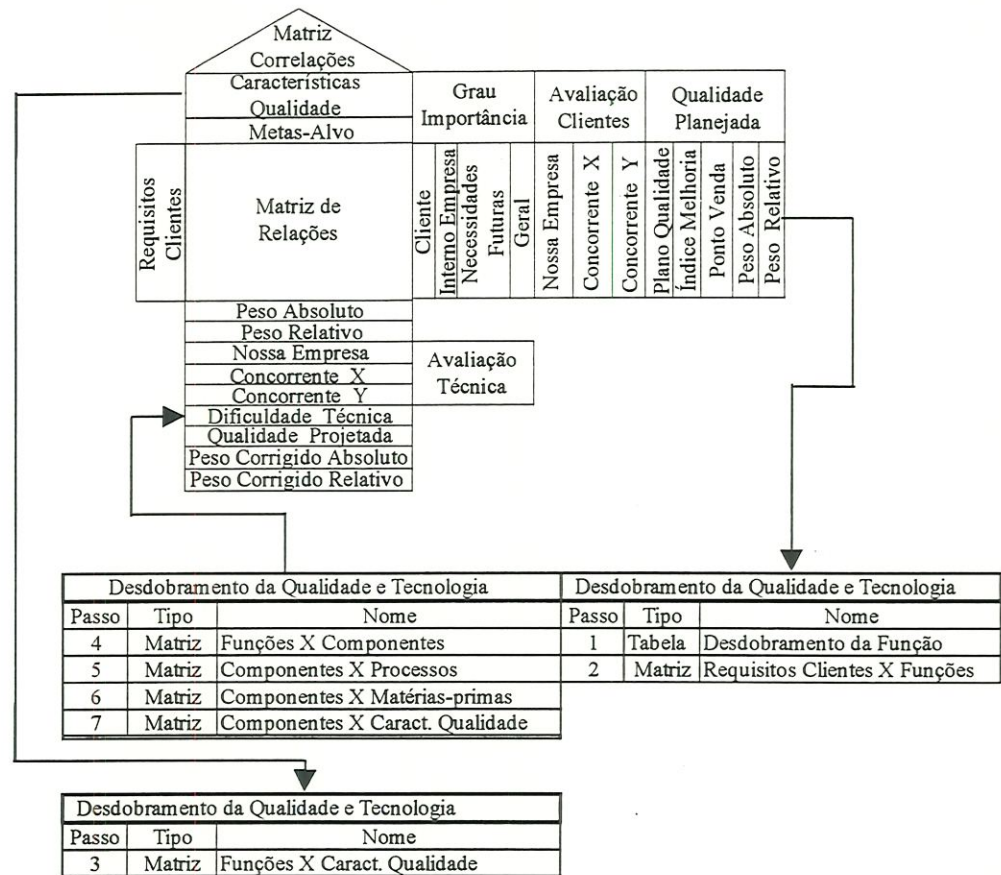 Matriz
Correlações
Características
Qualidade
Metas-Alvo
Grau
Importância
Avaliação
Clientes
Qualidade
Planejada
Requisitos
Clientes
Matriz de
Relações
Cliente
Interno Empresa
Necessidades
Futuras
Geral
Nossa Empresa
Concorrente X
Concorrente Y
Plano Qualidade
Índice Melhoria
Ponto Venda
Peso Absoluto
Peso Relativo
Peso Absoluto
Peso Relativo
Nossa Empresa
Concorrente X
Concorrente Y
Avaliação
Técnica
Dificuldade Técnica
Qualidade Projetada
Peso Corrigido Absoluto
Peso Corrigido Relativo
Desdobramento da Qualidade e Tecnologia
Passo Tipo Nome
4 Matriz Funções X Componentes
5 Matriz Componentes X Processos
6 Matriz Componentes X Matérias-primas
7 Matriz Componentes X Caract. Qualidade
Desdobramento da Qualidade e Tecnologia
Passo Tipo Nome
1 Tabela Desdobramento da Função
2 Matriz Requisitos Clientes X Funções
Desdobramento da Qualidade e Tecnologia
Passo Tipo Nome
3 Matriz Funções X Caract. Qualidade